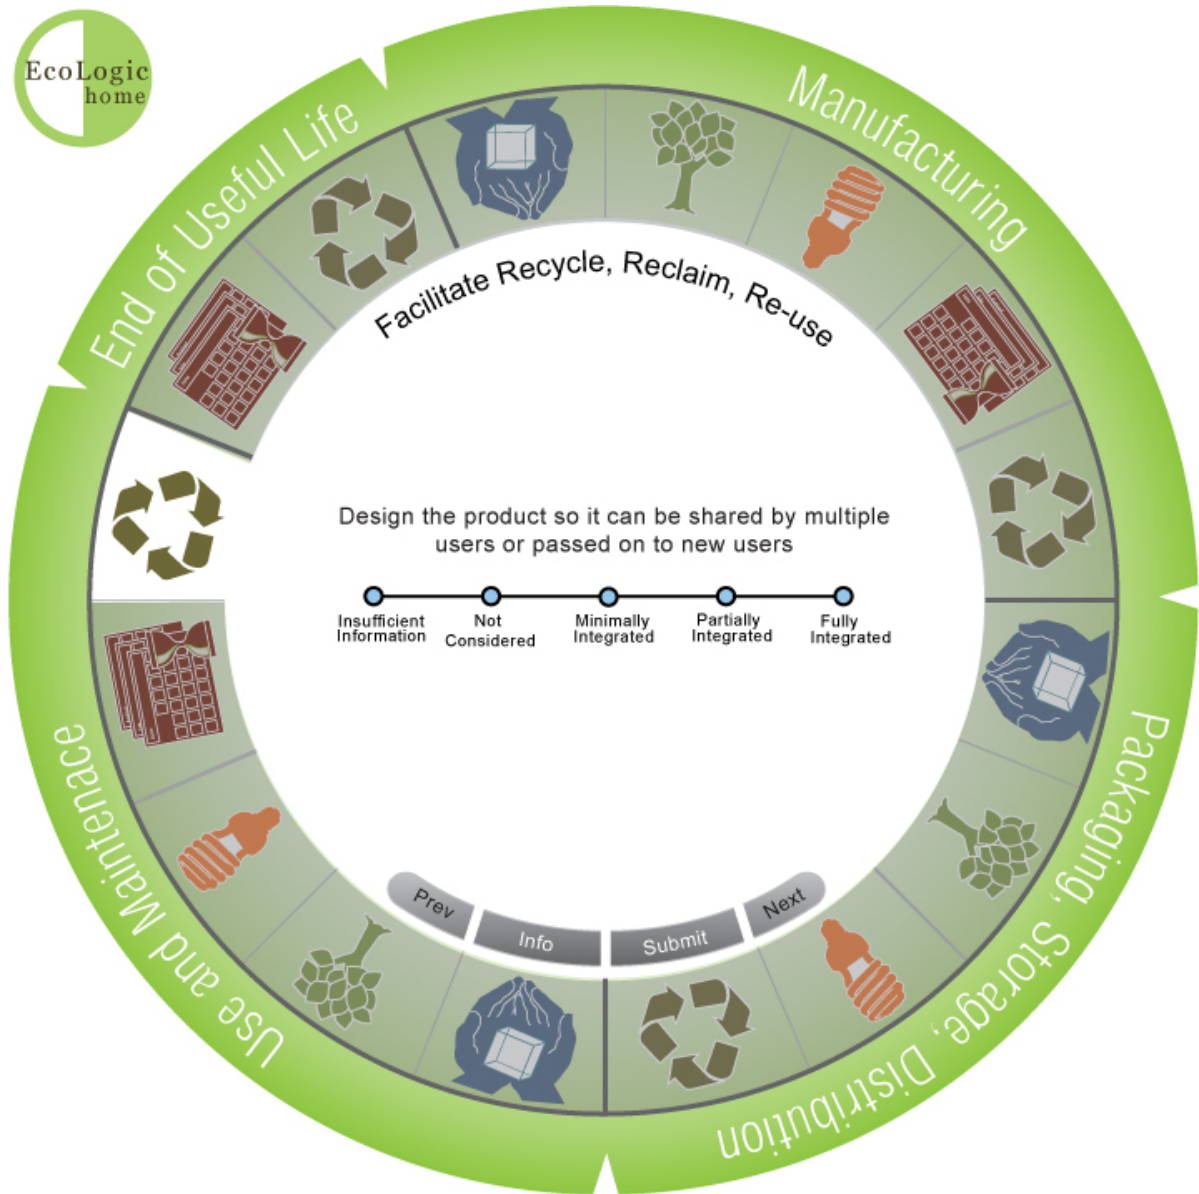 EcoLogic
home
Manufacturing
Packaging, Storage, Distribution
Use and Maintenace
End of Useful Life
Facilitate Recycle, Reclaim, Re-use
Design the product so it can be shared by multiple
users or passed on to new users
Insufficient
Information
Not
Considered
Minimally
Integrated
Partially
Integrated
Fully
Integrated
Prev
Info
Submit
Next